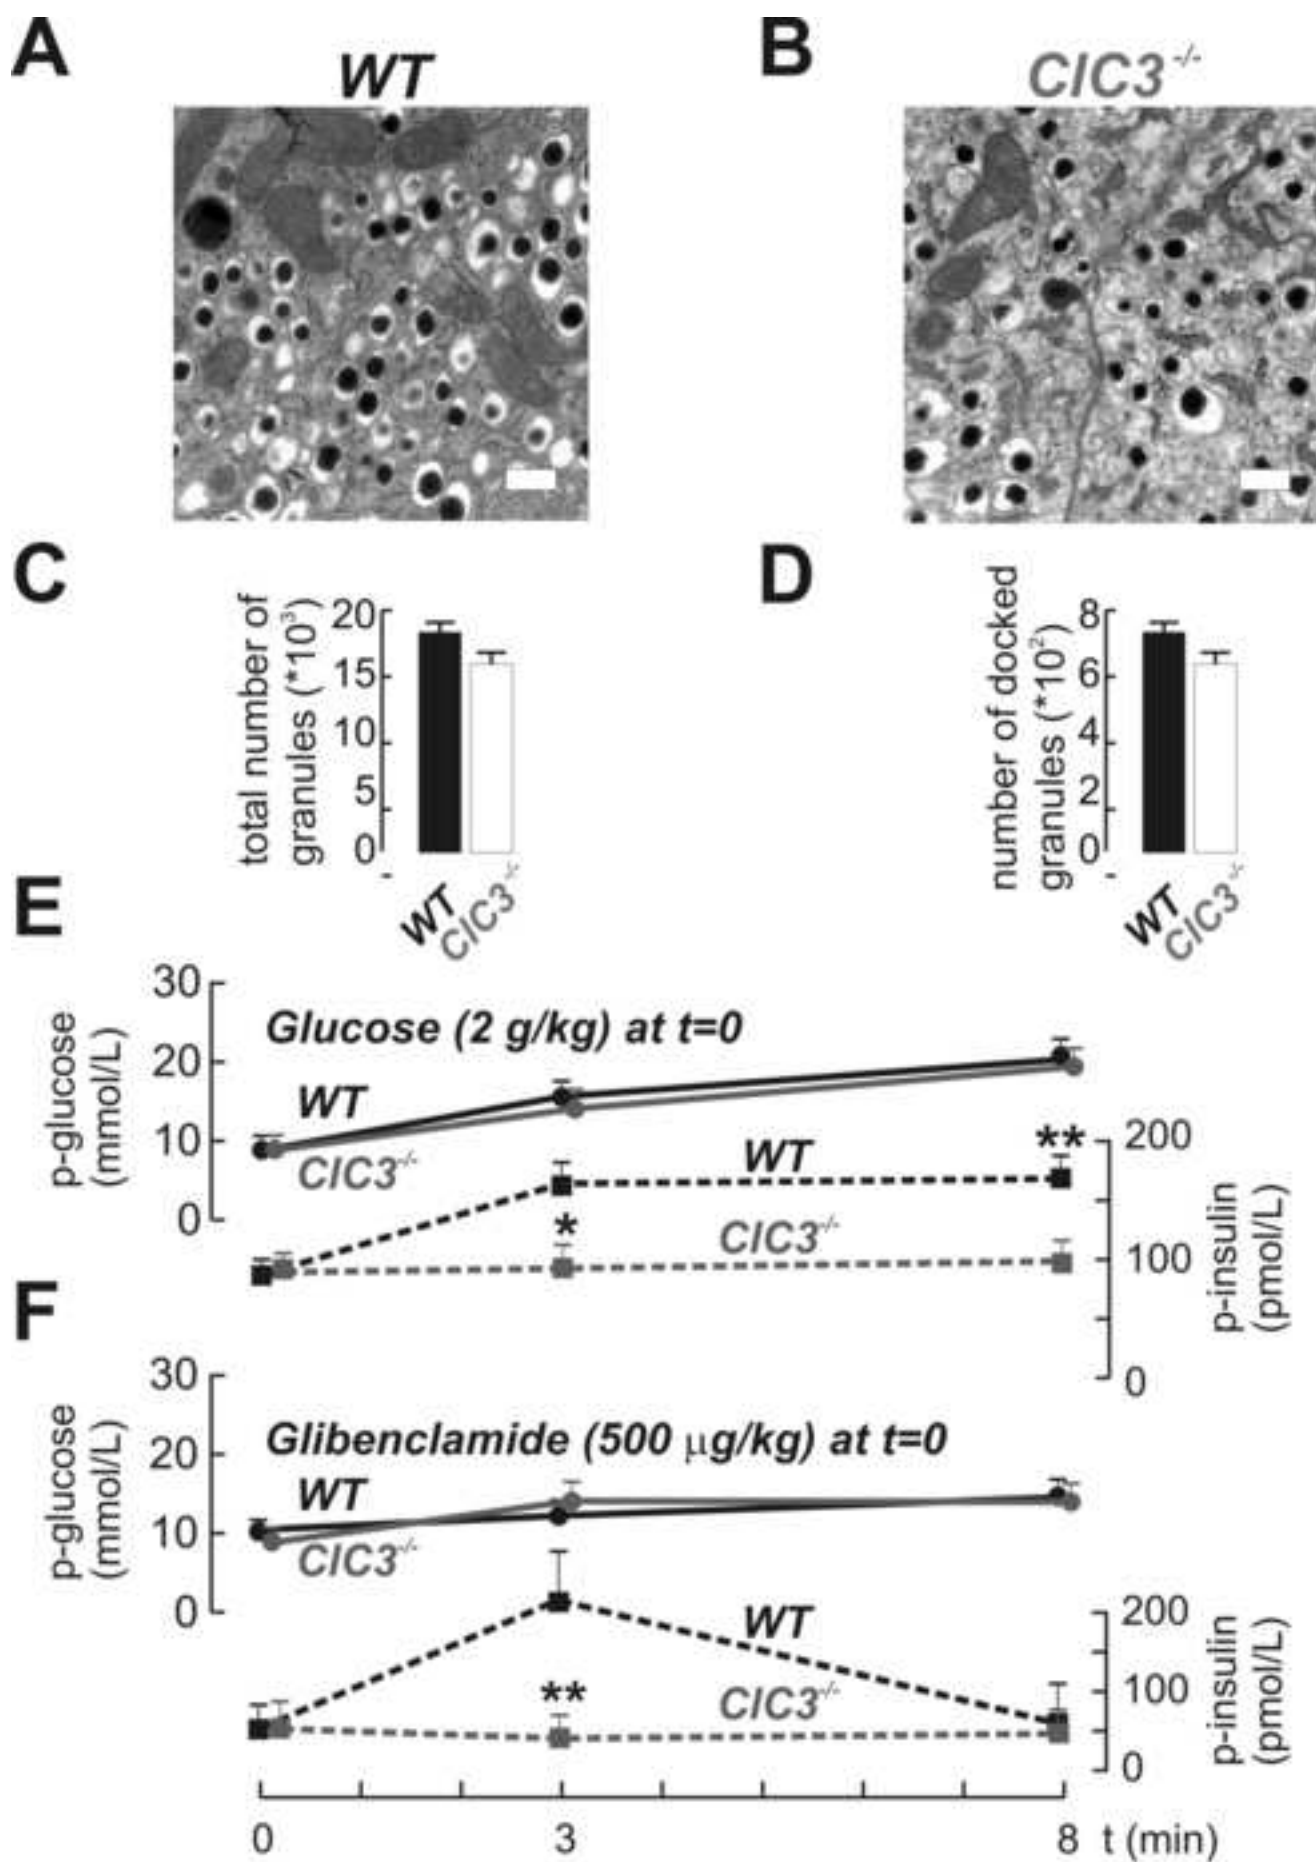 A
WT
B
ClC3 -/-
C
total number of
granules (*10³)
20
15
10
5
0
-
WT
ClC3-/-
D
number of docked
granules (*10²)
8
6
4
2
0
-
WT
ClC3-/-
E
p-glucose
(mmol/L)
30
20
10
0
Glucose (2 g/kg) at t=0
WT
ClC3-/-
WT
**
*
ClC3-/-
200
100
0
p-insulin
(pmol/L)
F
p-glucose
(mmol/L)
30
20
10
0
Glibenclamide (500 µg/kg) at t=0
WT
ClC3-/-
WT
**
ClC3-/-
200
100
0
p-insulin
(pmol/L)
0 3 8 t (min)